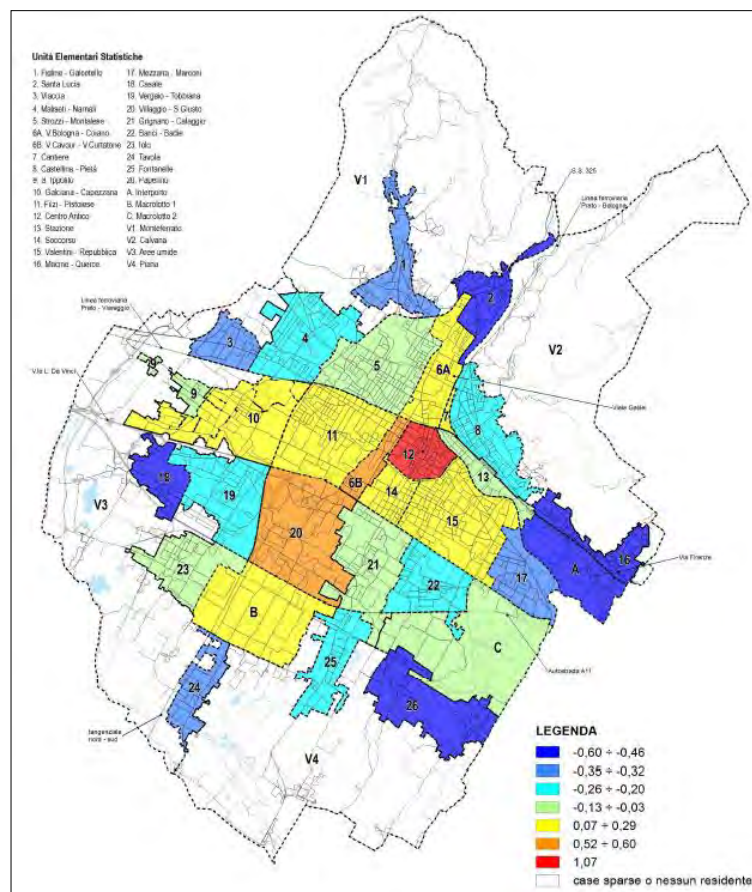 Unità Elementari Statistiche
1. Figline - Galcetello
2. Santa Lucia
3. Viaccia
4. Maliseti - Narnali
5. Strozzi - Montalese
6A. V.Bologna - Coiano
6B. V.Cavour - V.Curtatone
7. Cantiere
8. Castellina - Pietà
9. S. Ippolito
10. Galciana - Capezzana
11. Filzi - Pistoiese
12. Centro Antico
13. Stazione
14. Soccorso
15. Valentini - Repubblica
16. Mezzana - Querce
17. Mezzana - Marconi
18. Casale
19. Vergaio - Tobbiana
20. Villaggio - S.Giusto
21. Grignano - Cafaggio
22. Banci - Badie
23. Iolo
24. Tavola
25. Fontanelle
26. Paperino
A. Interporto
B. Macrolotto 1
C. Macrolotto 2
V1. Monteferrato
V2. Calvana
V3. Aree umide
V4. Piana
V1
S.S. 325
Linea ferroviaria
Prato - Bologna
1
2
Linea ferroviaria
Prato - Viareggio
3
4
5
6A
V2
V.le L. Da Vinci
9
9
10
11
7
8
Viale Galilei
12
13
6B
14
15
18
19
V3
20
21
22
17
A
16
Via Firenze
23
B
C
Autostrada A11
24
25
26
tangenziale
nord - sud
V4
LEGENDA
-0,60 ÷ -0,46
-0,35 ÷ -0,32
-0,26 ÷ -0,20
-0,13 ÷ -0,03
0,07 ÷ 0,29
0,52 ÷ 0,60
1,07
case sparse o nessun residente